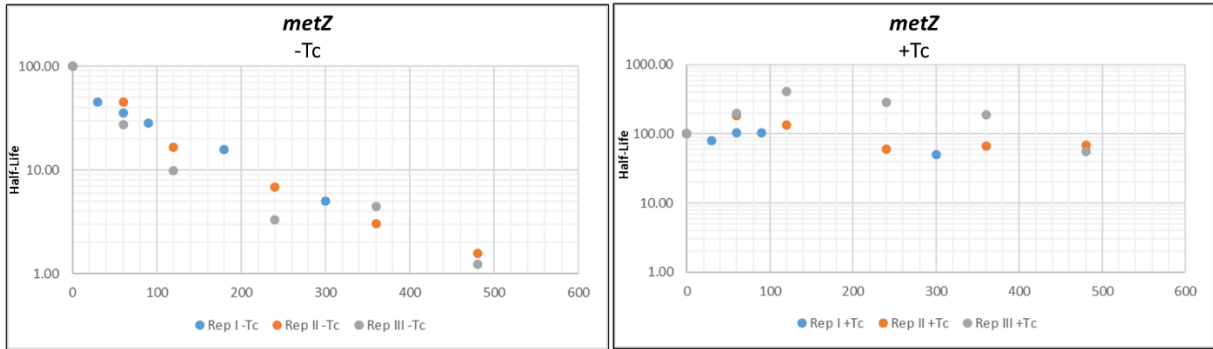 metZ
-Tc
100.00
10.00
1.00
Half-Life
0 100 200 300 400 500 600
Rep I -Tc Rep II -Tc Rep III -Tc
metZ
+Tc
1000.00
100.00
10.00
1.00
Half-Life
0 100 200 300 400 500 600
Rep I +Tc Rep II +Tc Rep III +Tc